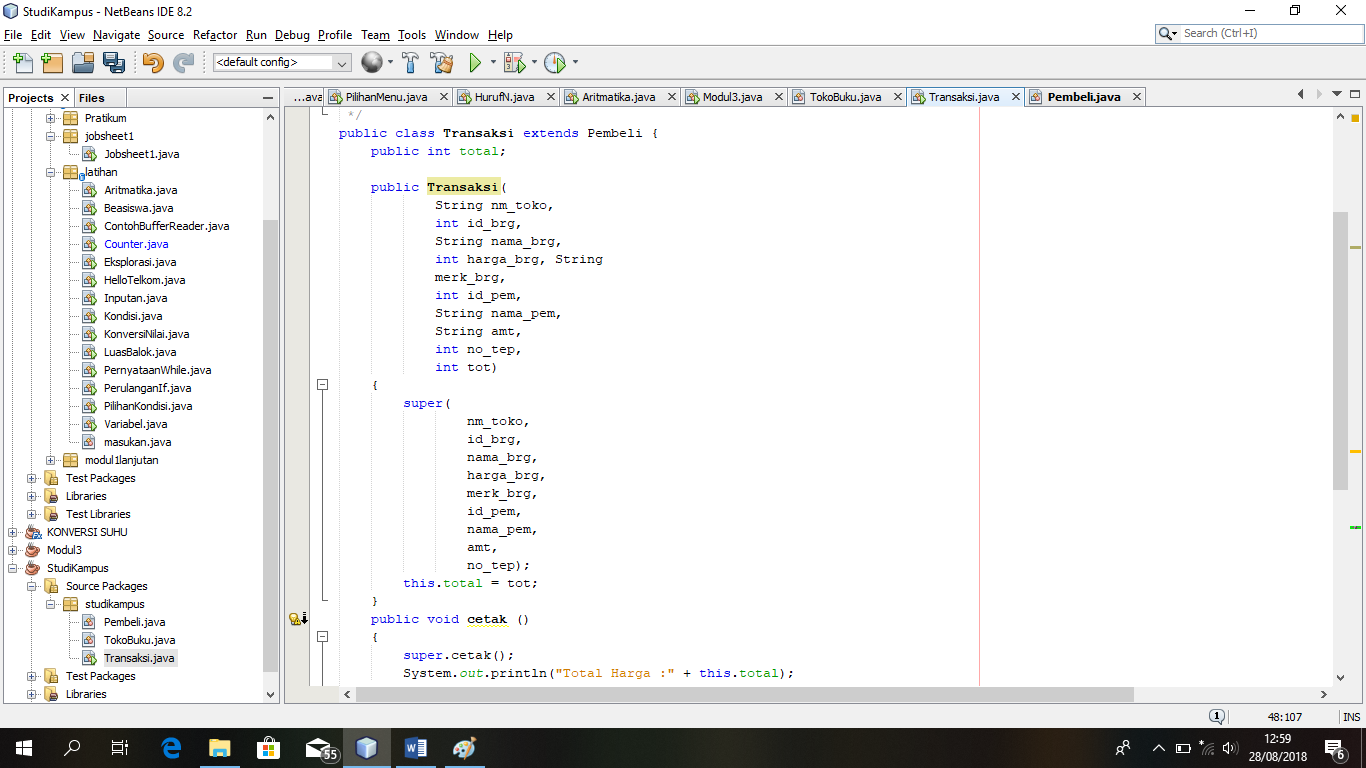 StudiKampus - NetBeans IDE 8.2
File Edit View Navigate Source Refactor Run Debug Profile Team Tools Window Help
Search (Ctrl+I)
<default config>
Projects Files
...ava PilihanMenu.java HurufN.java Aritmatika.java Modul3.java TokoBuku.java Transaksi.java Pembeli.java
Pratikum
jobsheet1
Jobsheet1.java
latihan
Aritmatika.java
Beasiswa.java
ContohBufferReader.java
Counter.java
Eksplorasi.java
HelloTelkom.java
Inputan.java
Kondisi.java
KonversiNilai.java
LuasBalok.java
PernyataanWhile.java
PerulanganIf.java
PilihanKondisi.java
Variabel.java
masukan.java
modul1lanjutan
Test Packages
Libraries
Test Libraries
KONVERSI SUHU
Modul3
StudiKampus
Source Packages
studikampus
Pembeli.java
TokoBuku.java
Transaksi.java
Test Packages
Libraries
*/
public class Transaksi extends Pembeli {
public int total;
public Transaksi(
String nm_toko,
int id_brg,
String nama_brg,
int harga_brg, String
merk_brg,
int id_pem,
String nama_pem,
String amt,
int no_tep,
int tot)
{
super(
nm_toko,
id_brg,
nama_brg,
harga_brg,
merk_brg,
id_pem,
nama_pem,
amt,
no_tep);
this.total = tot;
}
public void cetak ()
{
super.cetak();
System.out.println("Total Harga :" + this.total);
1
48:107 INS
55
12:59
28/08/2018
6